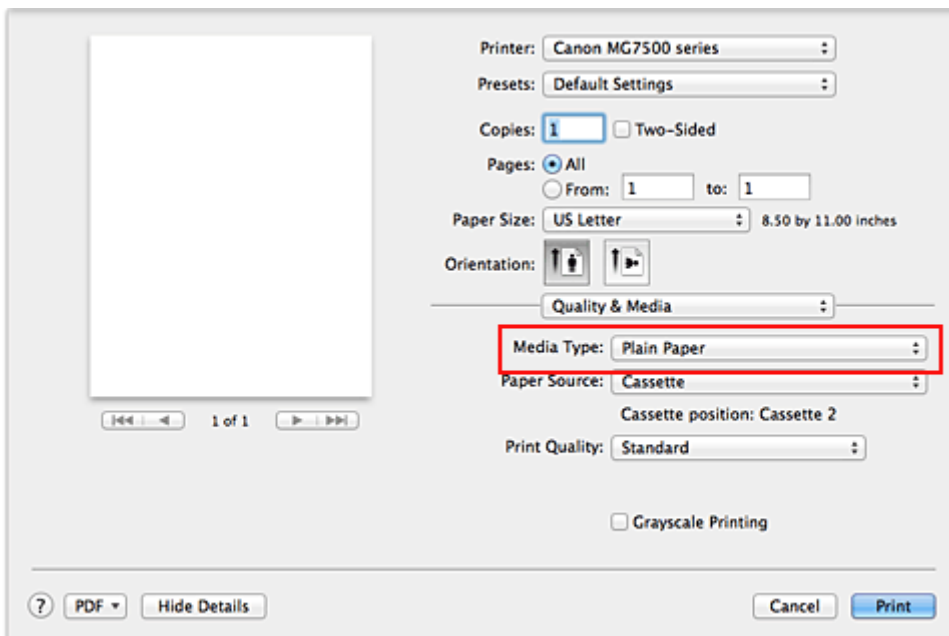 Printer: Canon MG7500 series
Presets: Default Settings
Copies: 1 Two-Sided
Pages: All
From: 1 to: 1
Paper Size: US Letter 8.50 by 11.00 inches
Orientation:
Quality & Media
Media Type: Plain Paper
Paper Source: Cassette
Cassette position: Cassette 2
1 of 1
Print Quality: Standard
Grayscale Printing
? PDF Hide Details Cancel Print